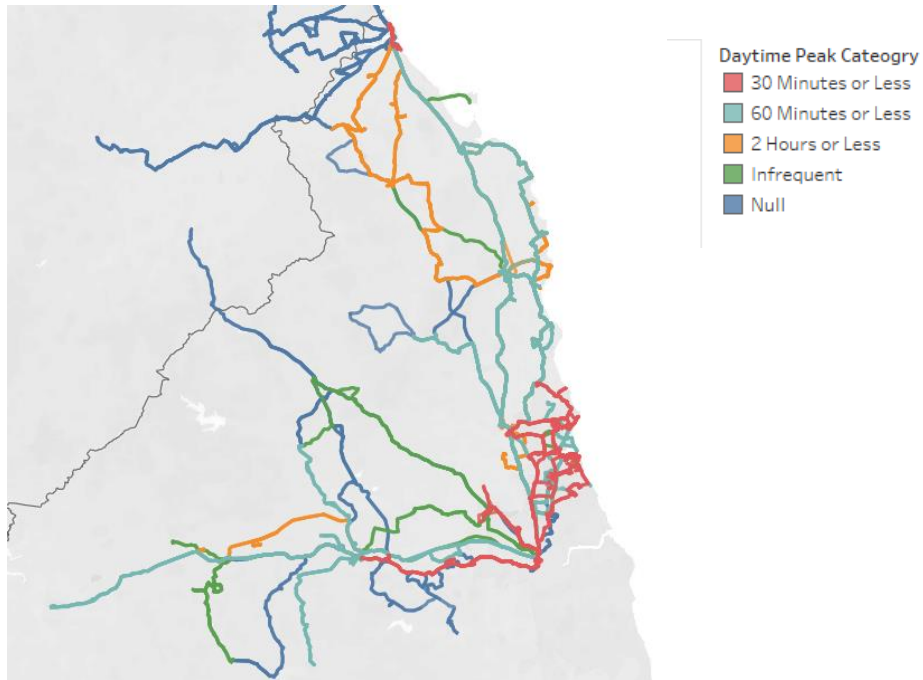 Daytime Peak Cateogry
30 Minutes or Less
60 Minutes or Less
2 Hours or Less
Infrequent
Null